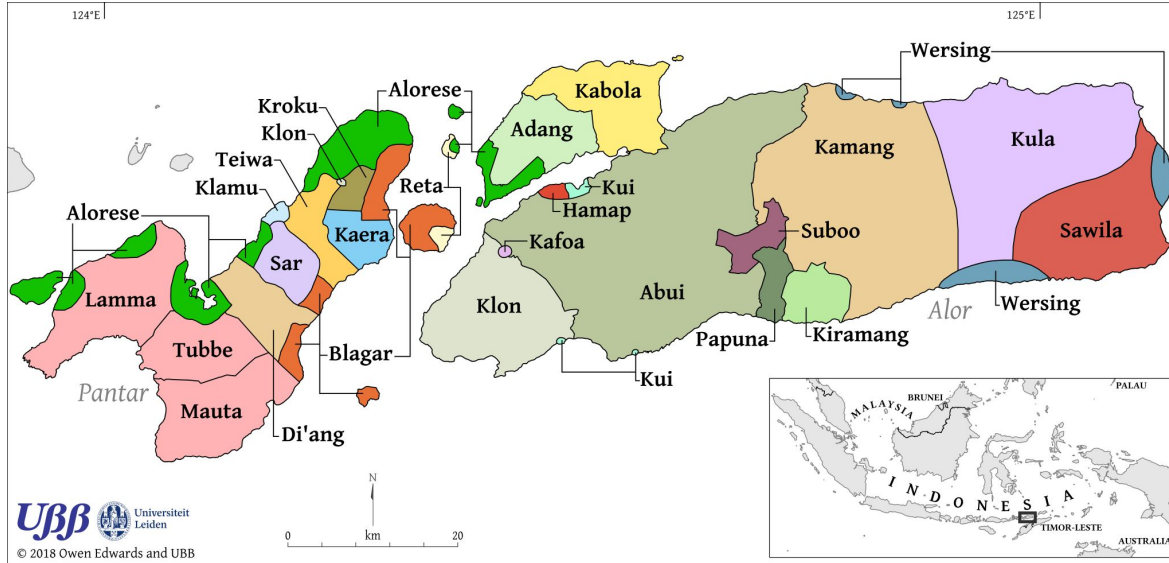 124°E
125°E
Wersing
Alorese
Kabola
Kroku
Adang
Klon
Kamang
Kula
Teiwa
Klamu
Reta
Kui
Hamap
Alorese
Kaera
Suboo
Sawila
Sar
Kafoa
Lamma
Klon
Abui
Alor
Wersing
Tubbe
Blagar
Papuna
Kiramang
Pantar
Kui
Mauta
Di'ang
PALAU
BRUNEI
MALAYSIA
INDONESIA
TIMOR-LESTE
AUSTRALIA
N
0 km 20
UBB
Universiteit
Leiden
© 2018 Owen Edwards and UBB